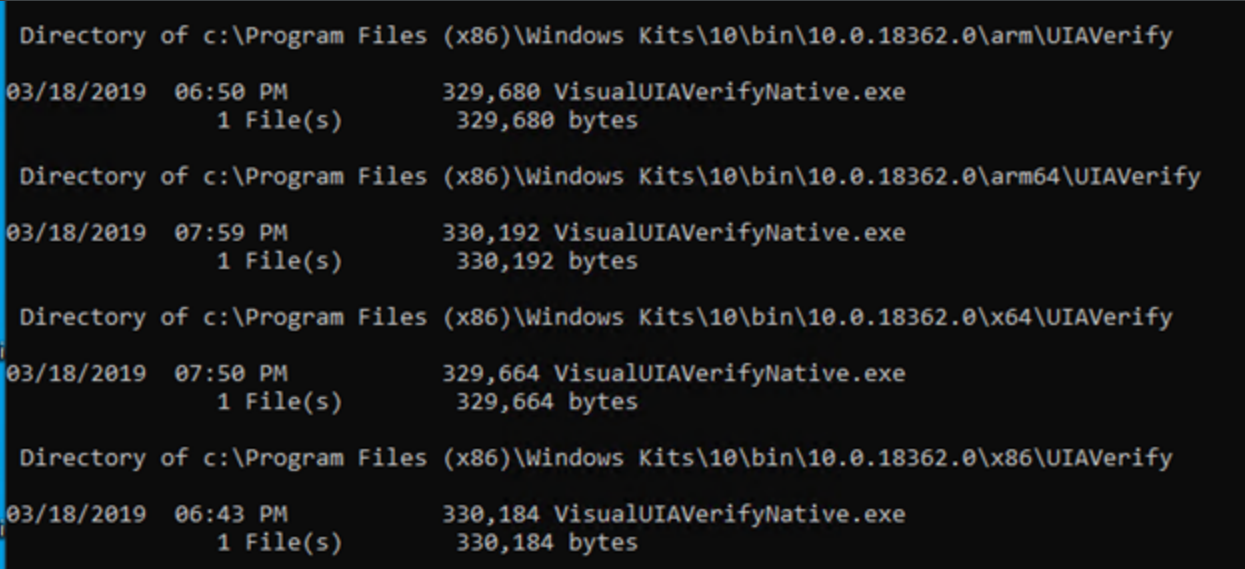 Directory of c:\Program Files (x86)\Windows Kits\10\bin\10.0.18362.0\arm\UIAVerify
03/18/2019  06:50 PM           329,680 VisualUIAVerifyNative.exe
               1 File(s)        329,680 bytes
Directory of c:\Program Files (x86)\Windows Kits\10\bin\10.0.18362.0\arm64\UIAVerify
03/18/2019  07:59 PM           330,192 VisualUIAVerifyNative.exe
               1 File(s)        330,192 bytes
Directory of c:\Program Files (x86)\Windows Kits\10\bin\10.0.18362.0\x64\UIAVerify
03/18/2019  07:50 PM           329,664 VisualUIAVerifyNative.exe
               1 File(s)        329,664 bytes
Directory of c:\Program Files (x86)\Windows Kits\10\bin\10.0.18362.0\x86\UIAVerify
03/18/2019  06:43 PM           330,184 VisualUIAVerifyNative.exe
               1 File(s)        330,184 bytes